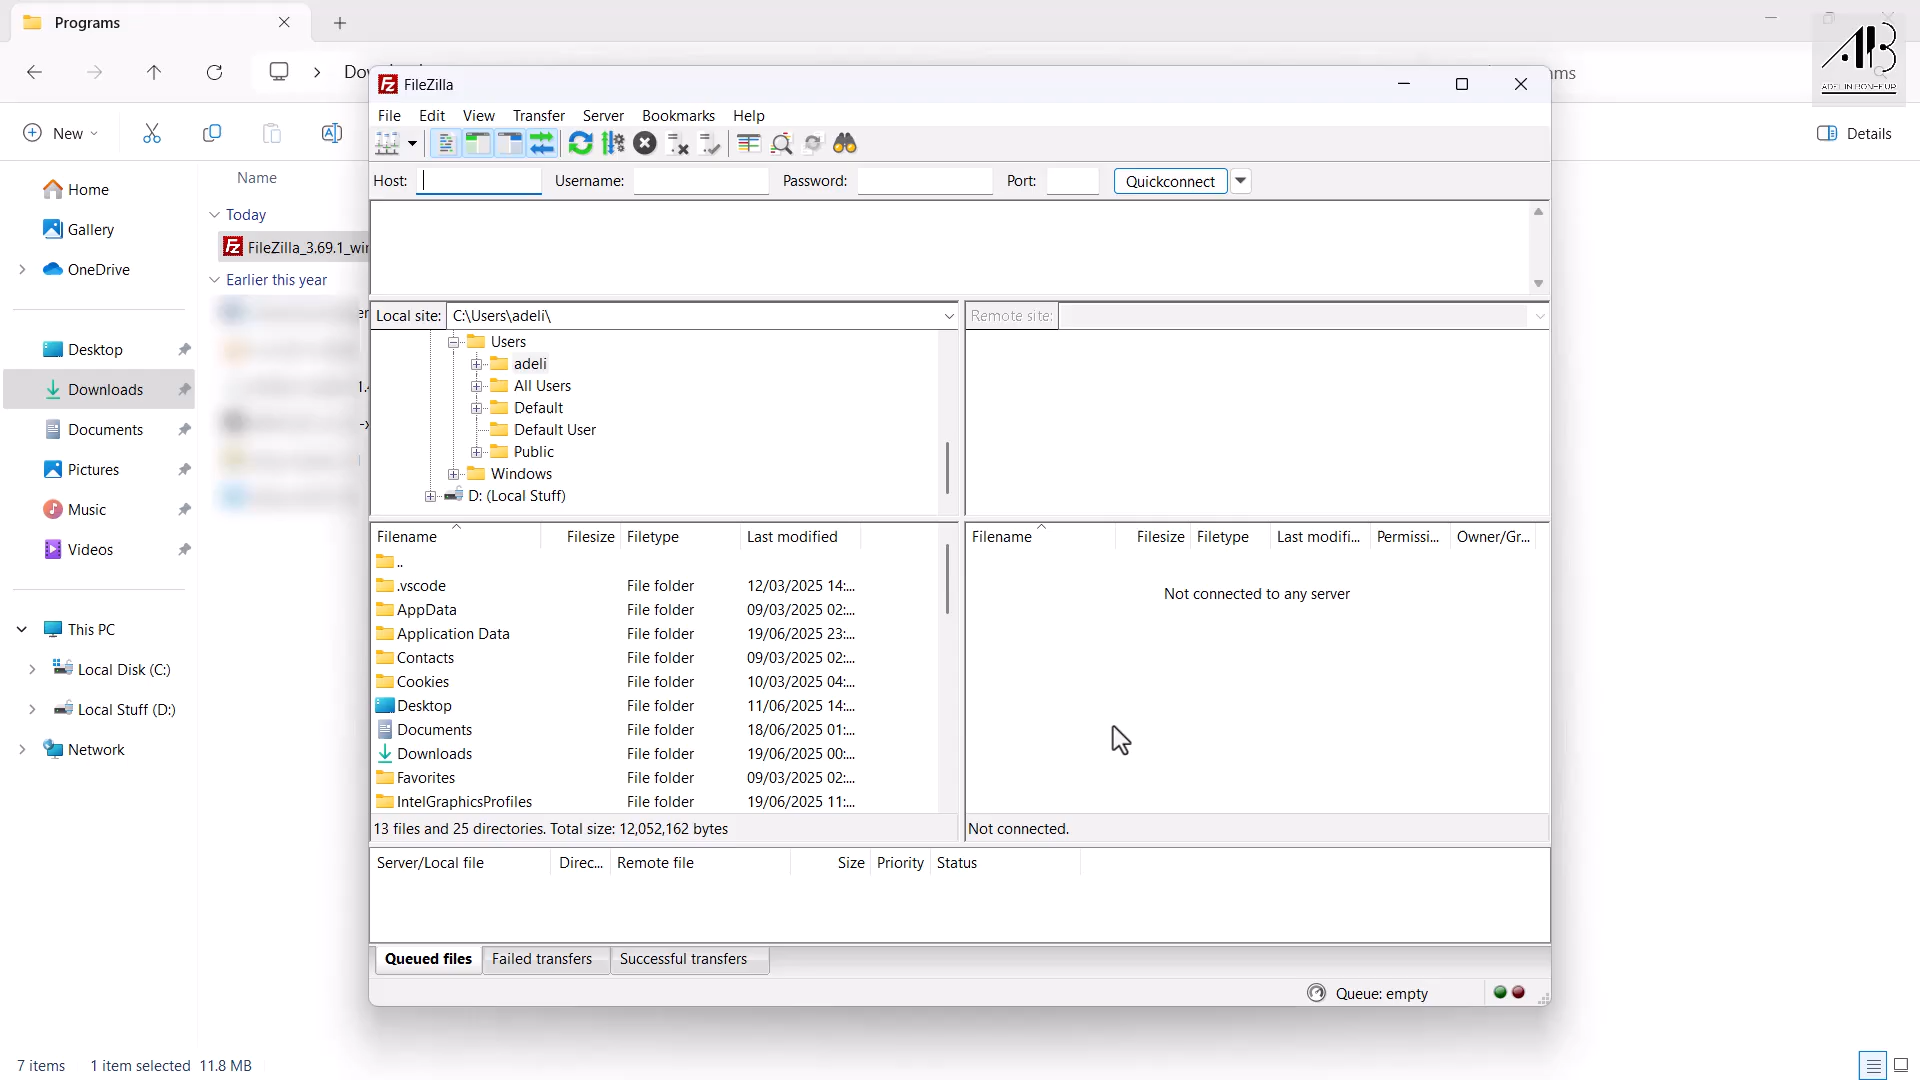 Programs
Dow
ms
AB
ADELIN BONHEUR
New
Details
FileZilla
File Edit View Transfer Server Bookmarks Help
Host: Username: Password: Port: Quickconnect
Home
Gallery
OneDrive
Desktop
Downloads
Documents
Pictures
Music
Videos
This PC
Local Disk (C:)
Local Stuff (D:)
Network
Name
Today
FileZilla_3.69.1_win
Earlier this year
Local site: C:\Users\adeli\
Users
adeli
All Users
Default
Default User
Public
Windows
D: (Local Stuff)
Remote site:
Filename Filesize Filetype Last modified
..
.vscode File folder 12/03/2025 14:...
AppData File folder 09/03/2025 02:...
Application Data File folder 19/06/2025 23:...
Contacts File folder 09/03/2025 02:...
Cookies File folder 10/03/2025 04:...
Desktop File folder 11/06/2025 14:...
Documents File folder 18/06/2025 01:...
Downloads File folder 19/06/2025 00:...
Favorites File folder 09/03/2025 02:...
IntelGraphicsProfiles File folder 19/06/2025 11:...
13 files and 25 directories. Total size: 12,052,162 bytes
Filename Filesize Filetype Last modifi... Permissi... Owner/Gr...
Not connected to any server
Not connected.
Server/Local file Direc... Remote file Size Priority Status
Queued files Failed transfers Successful transfers
Queue: empty
7 items 1 item selected 11.8 MB